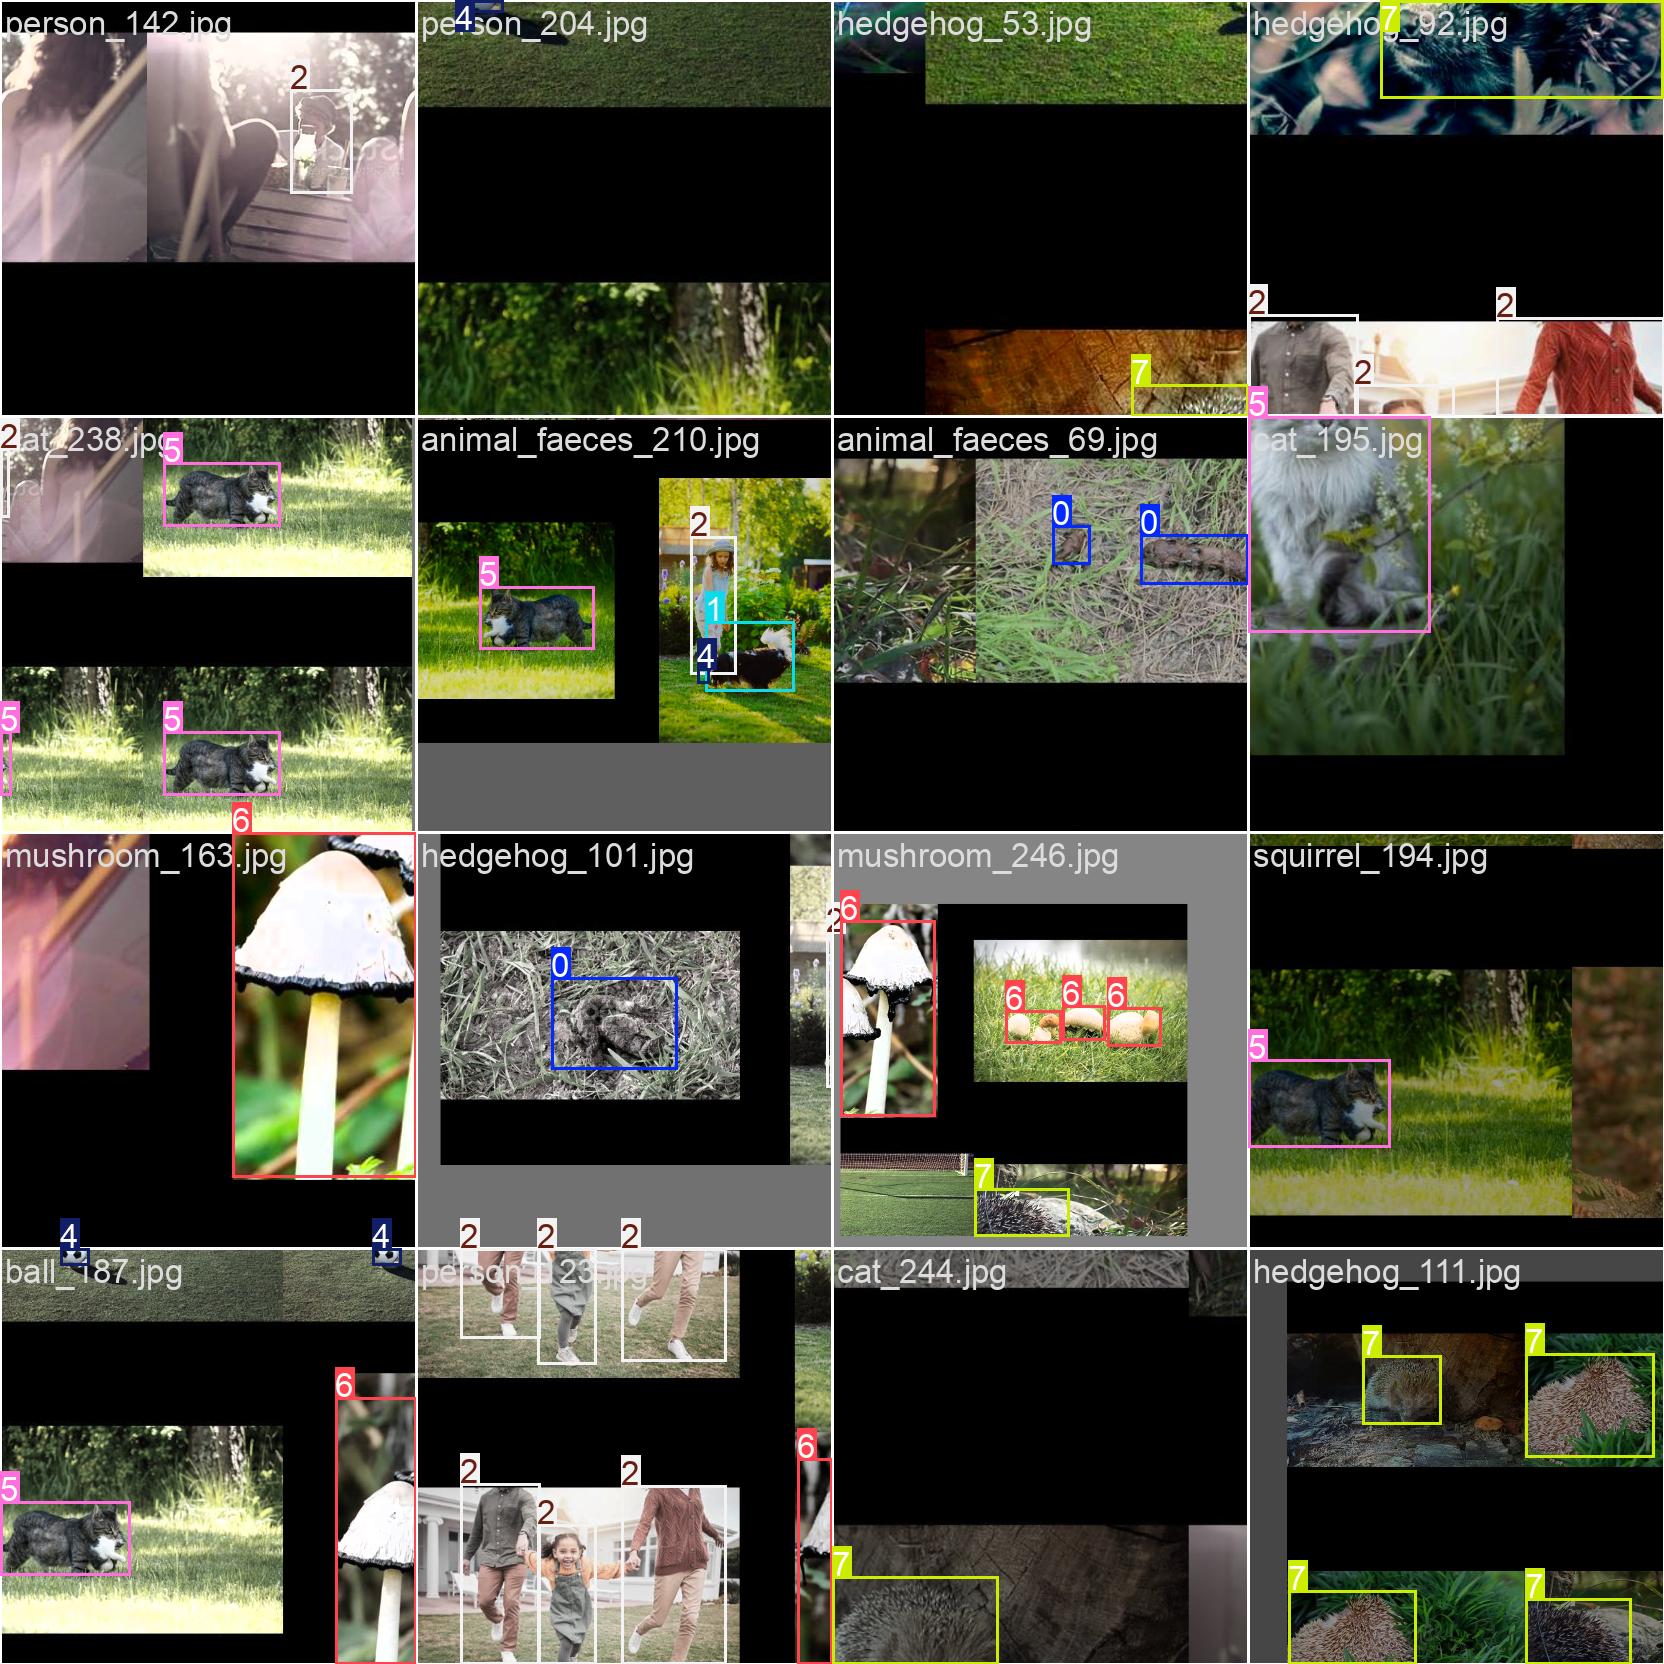 person_142.jpg
2
person_204.jpg
4
hedgehog_53.jpg
7
hedgehog_92.jpg
7
2
2
2
cat_238.jpg
2
5
5
5
animal_faeces_210.jpg
5
2
1
4
animal_faeces_69.jpg
0
0
cat_195.jpg
5
mushroom_163.jpg
6
hedgehog_101.jpg
0
2
mushroom_246.jpg
6
6
6
6
7
squirrel_194.jpg
5
ball_187.jpg
4
4
6
5
person_123.jpg
2
2
2
2
2
2
6
cat_244.jpg
7
hedgehog_111.jpg
7
7
7
7